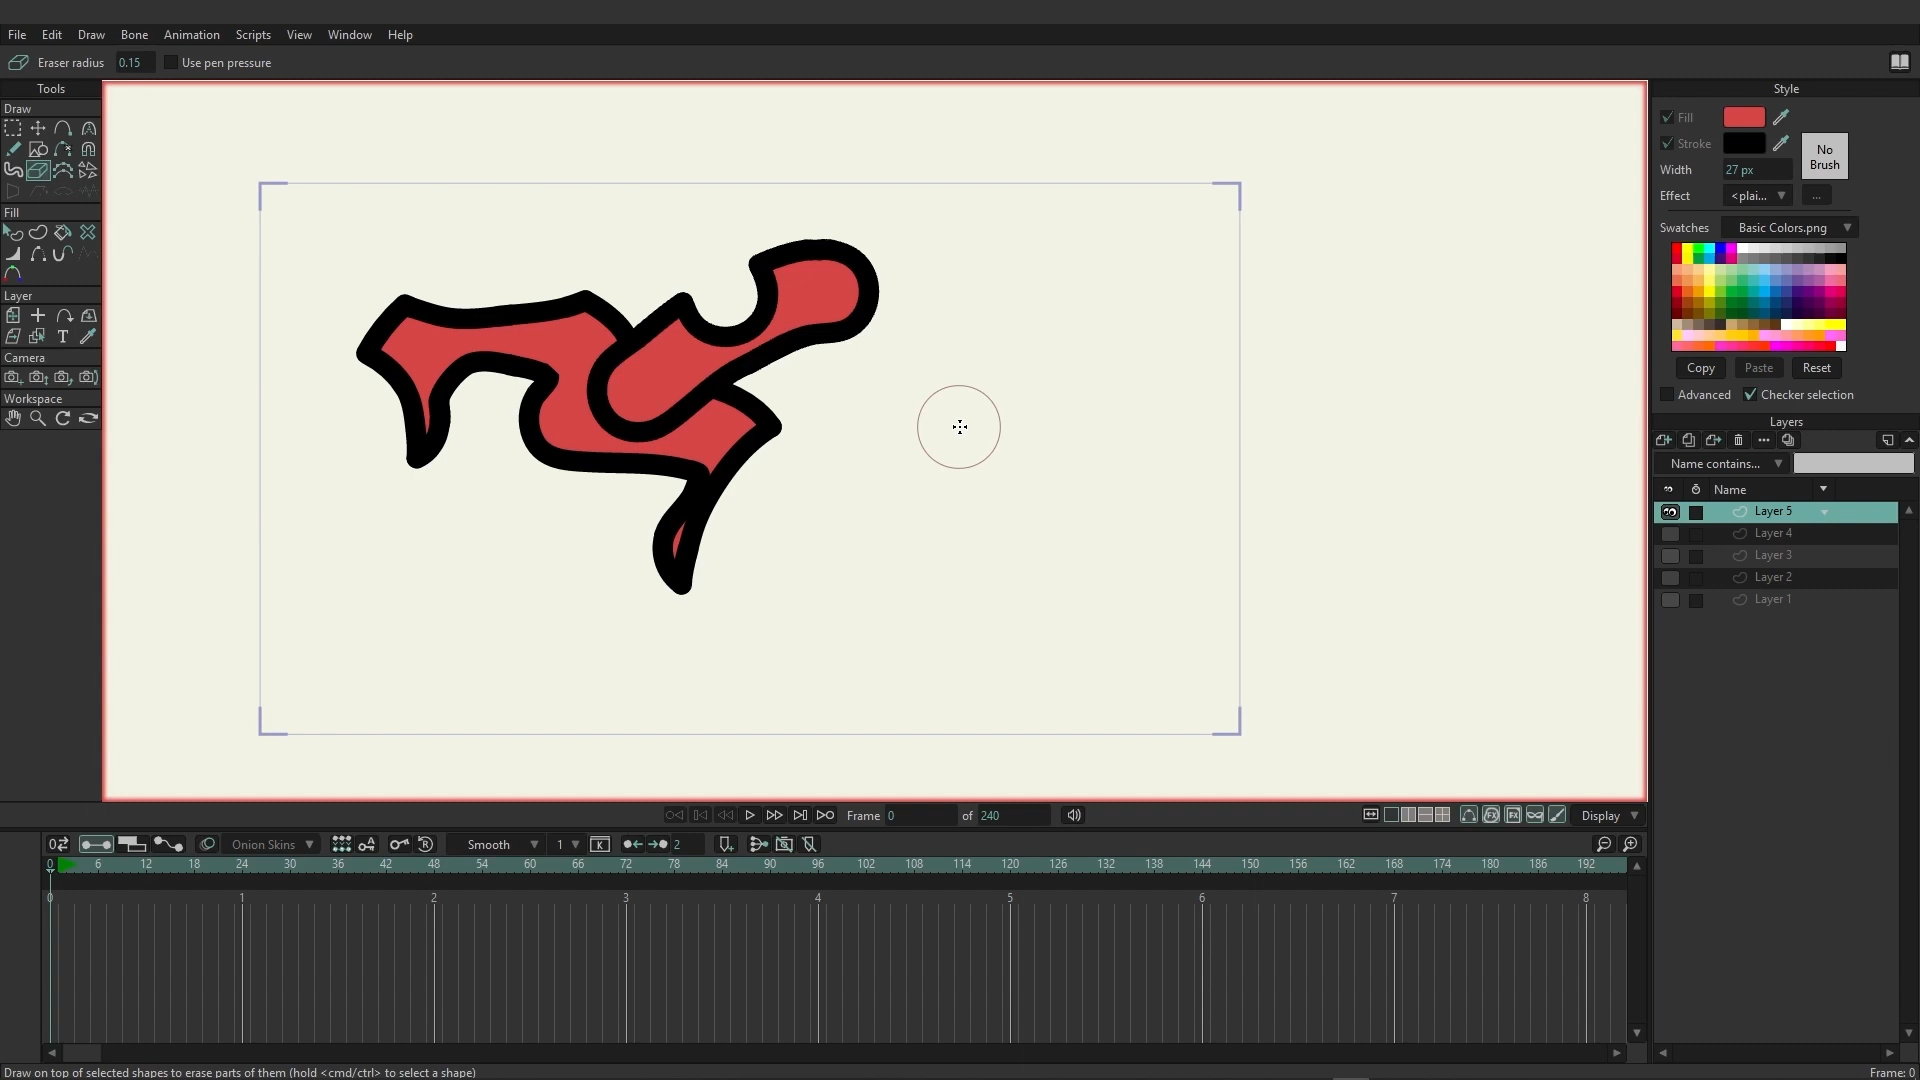 File Edit Draw Bone Animation Scripts View Window Help
Eraser radius 0.15 Use pen pressure
Tools
Draw
Fill
Layer
T
Camera
Workspace
Style
Fill
Stroke
No
Brush
Width 27 px
Effect <plai... ...
Swatches Basic Colors.png
Copy Paste Reset
Advanced Checker selection
Layers
Name contains...
Name
Layer 5
Layer 4
Layer 3
Layer 2
Layer 1
Frame 0 of 240 Display
Onion Skins Smooth 1 K 2
0 6 12 18 24 30 36 42 48 54 60 66 72 78 84 90 96 102 108 114 120 126 132 138 144 150 156 162 168 174 180 186 192
0 1 2 3 4 5 6 7 8
Draw on top of selected shapes to erase parts of them (hold <cmd/ctrl> to select a shape) Frame: 0